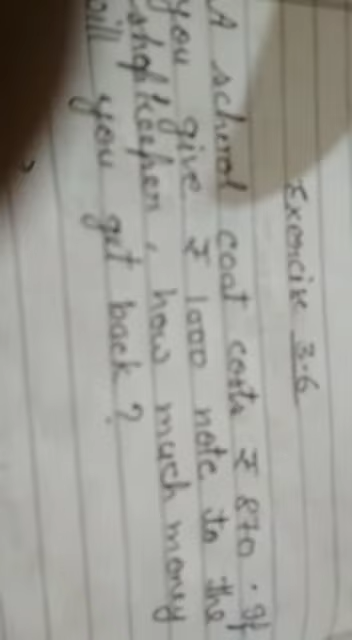 Exercise 3.6
A school coat costs ₹ 870. If
you give ₹ 1000 note to the
shopkeeper, how much money
will you get back?